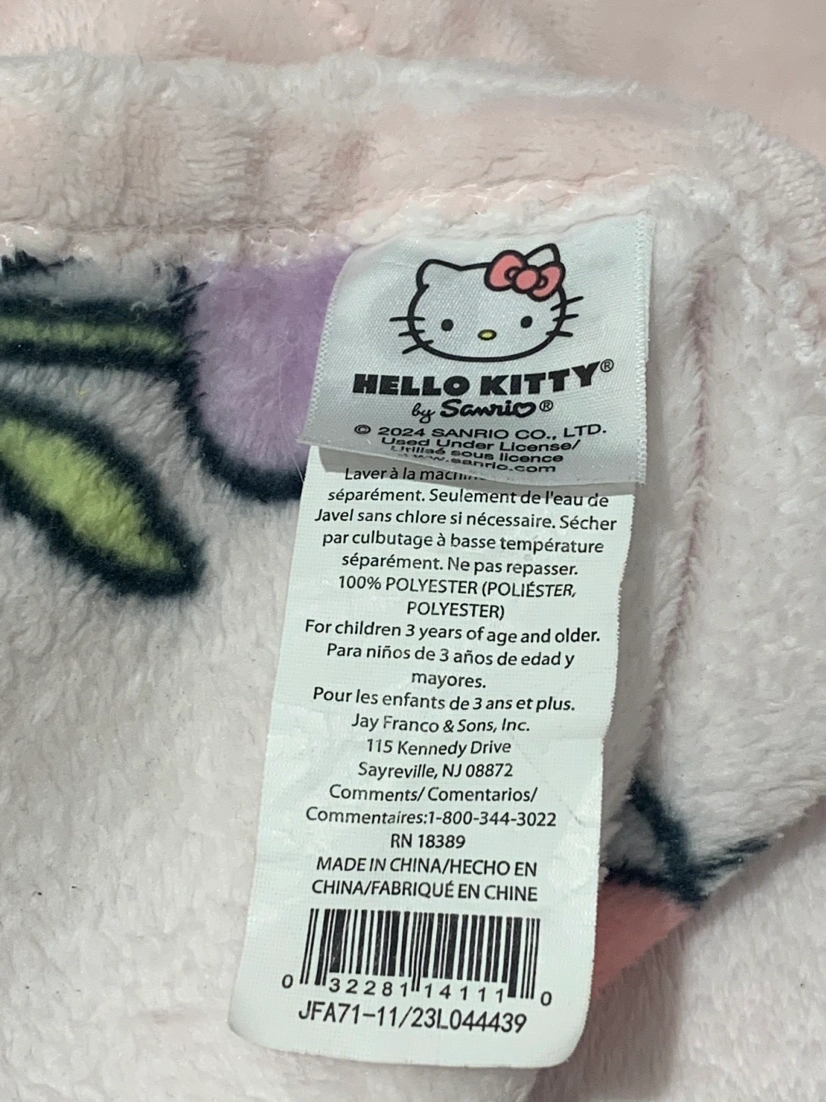 HELLO KITTY®
by Sanrio®
© 2024 SANRIO CO., LTD.
Used Under License/
Utilisé sous licence
www.sanrio.com
Laver à la
séparément. Seulement de l'eau de
Javel sans chlore si nécessaire. Sécher
par culbutage à basse température
séparément. Ne pas repasser.
100% POLYESTER (POLIÉSTER,
POLYESTER)
For children 3 years of age and older.
Para niños de 3 años de edad y
mayores.
Pour les enfants de 3 ans et plus.
Jay Franco & Sons, Inc.
115 Kennedy Drive
Sayreville, NJ 08872
Comments/ Comentarios/
Commentaires:1-800-344-3022
RN 18389
MADE IN CHINA/HECHO EN
CHINA/FABRIQUÉ EN CHINE
0 32281 14111 0
JFA71-11/23L044439